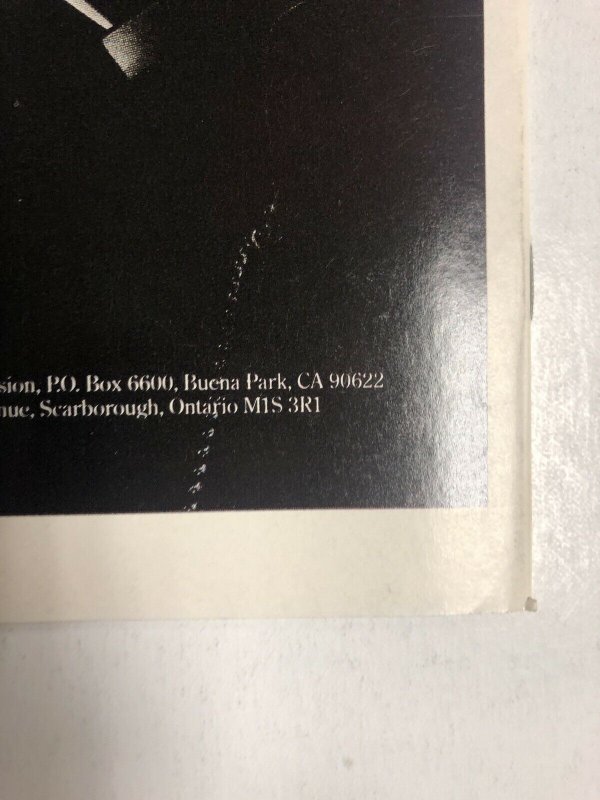 sion, P.O. Box 6600, Buena Park, CA 90622
nue, Scarborough, Ontario M1S 3R1